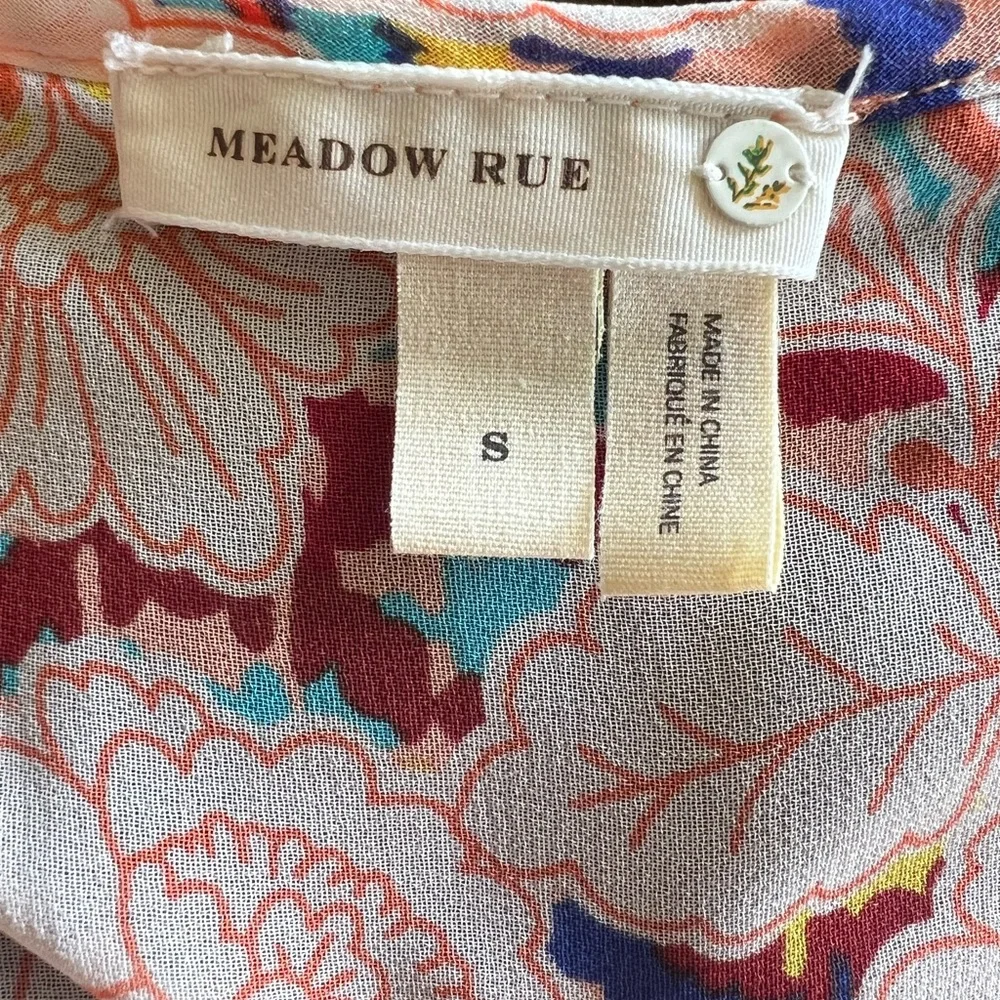 MEADOW RUE
S
MADE IN CHINA
FABRIQUÉ EN CHINE